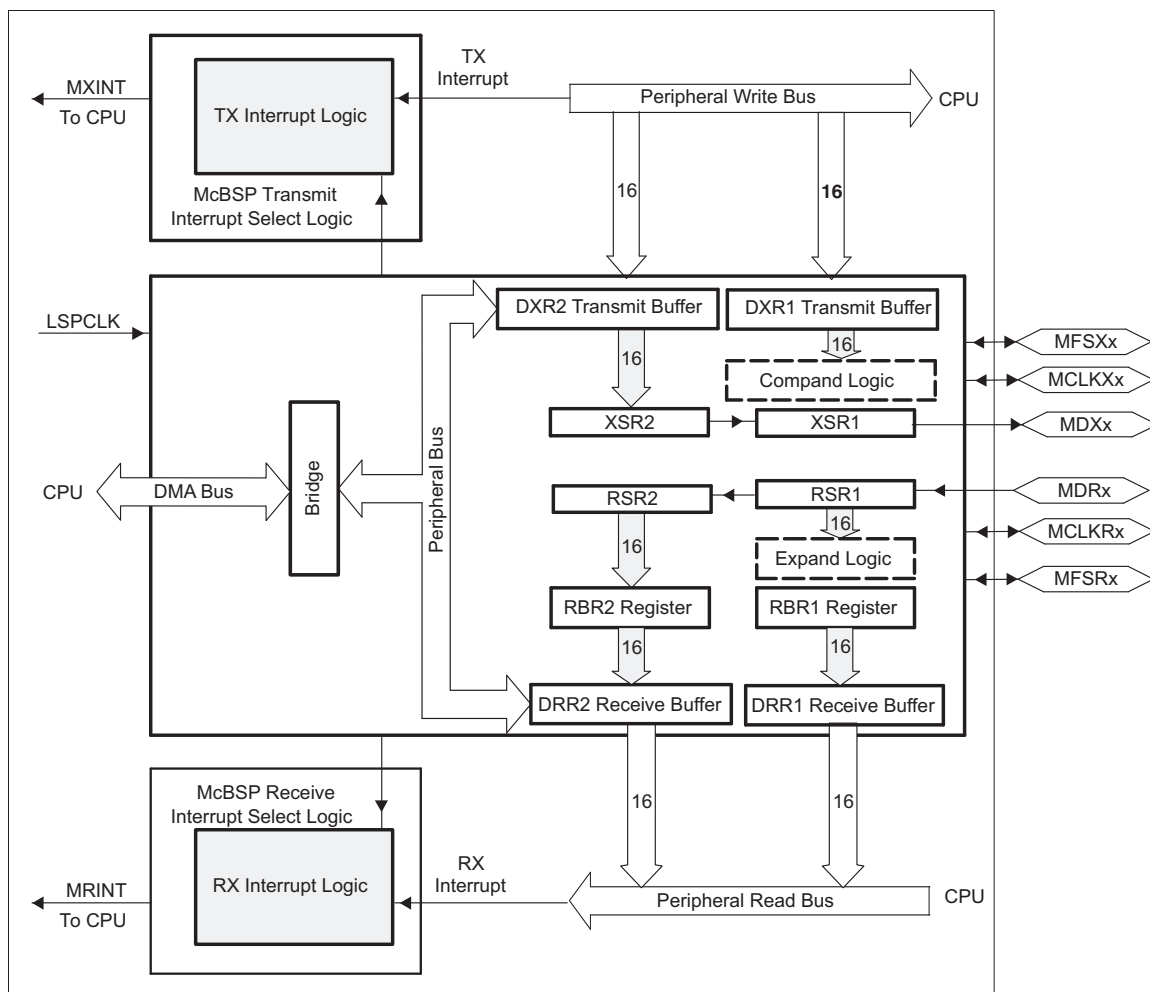 TX
Interrupt
MXINT
To CPU
TX Interrupt Logic
Peripheral Write Bus
CPU
McBSP Transmit
Interrupt Select Logic
16
16
DXR2 Transmit Buffer
DXR1 Transmit Buffer
LSPCLK
16
16
MFSXx
Compand Logic
MCLKXx
XSR2
XSR1
MDXx
Peripheral Bus
CPU
DMA Bus
Bridge
RSR2
RSR1
MDRx
16
16
MCLKRx
Expand Logic
MFSRx
RBR2 Register
RBR1 Register
16
16
DRR2 Receive Buffer
DRR1 Receive Buffer
McBSP Receive
Interrupt Select Logic
16
16
RX Interrupt Logic
RX
Interrupt
MRINT
To CPU
Peripheral Read Bus
CPU